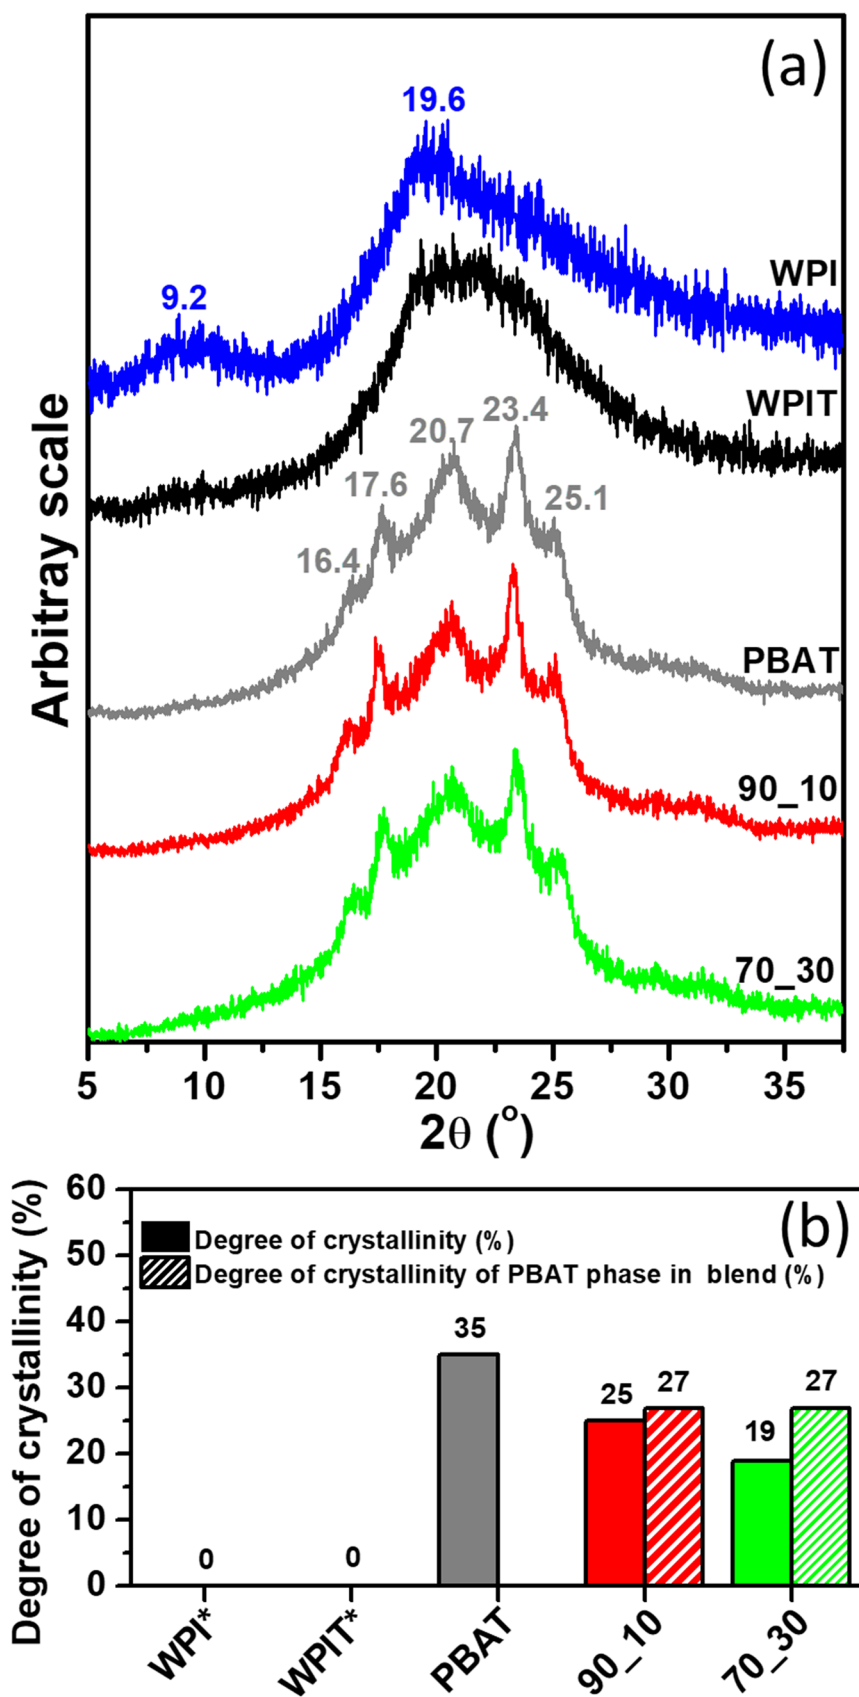 (a)
19.6
9.2
WPI
WPIT
23.4
20.7
17.6
25.1
16.4
PBAT
90_10
70_30
Arbitray scale
5 10 15 20 25 30 35
2θ (°)
(b)
Degree of crystallinity (%)
Degree of crystallinity of PBAT phase in blend (%)
Degree of crystallinity (%)
60
50
40
30
20
10
0
0 0 35 25 27 19 27
WPI* WPIT* PBAT 90_10 70_30